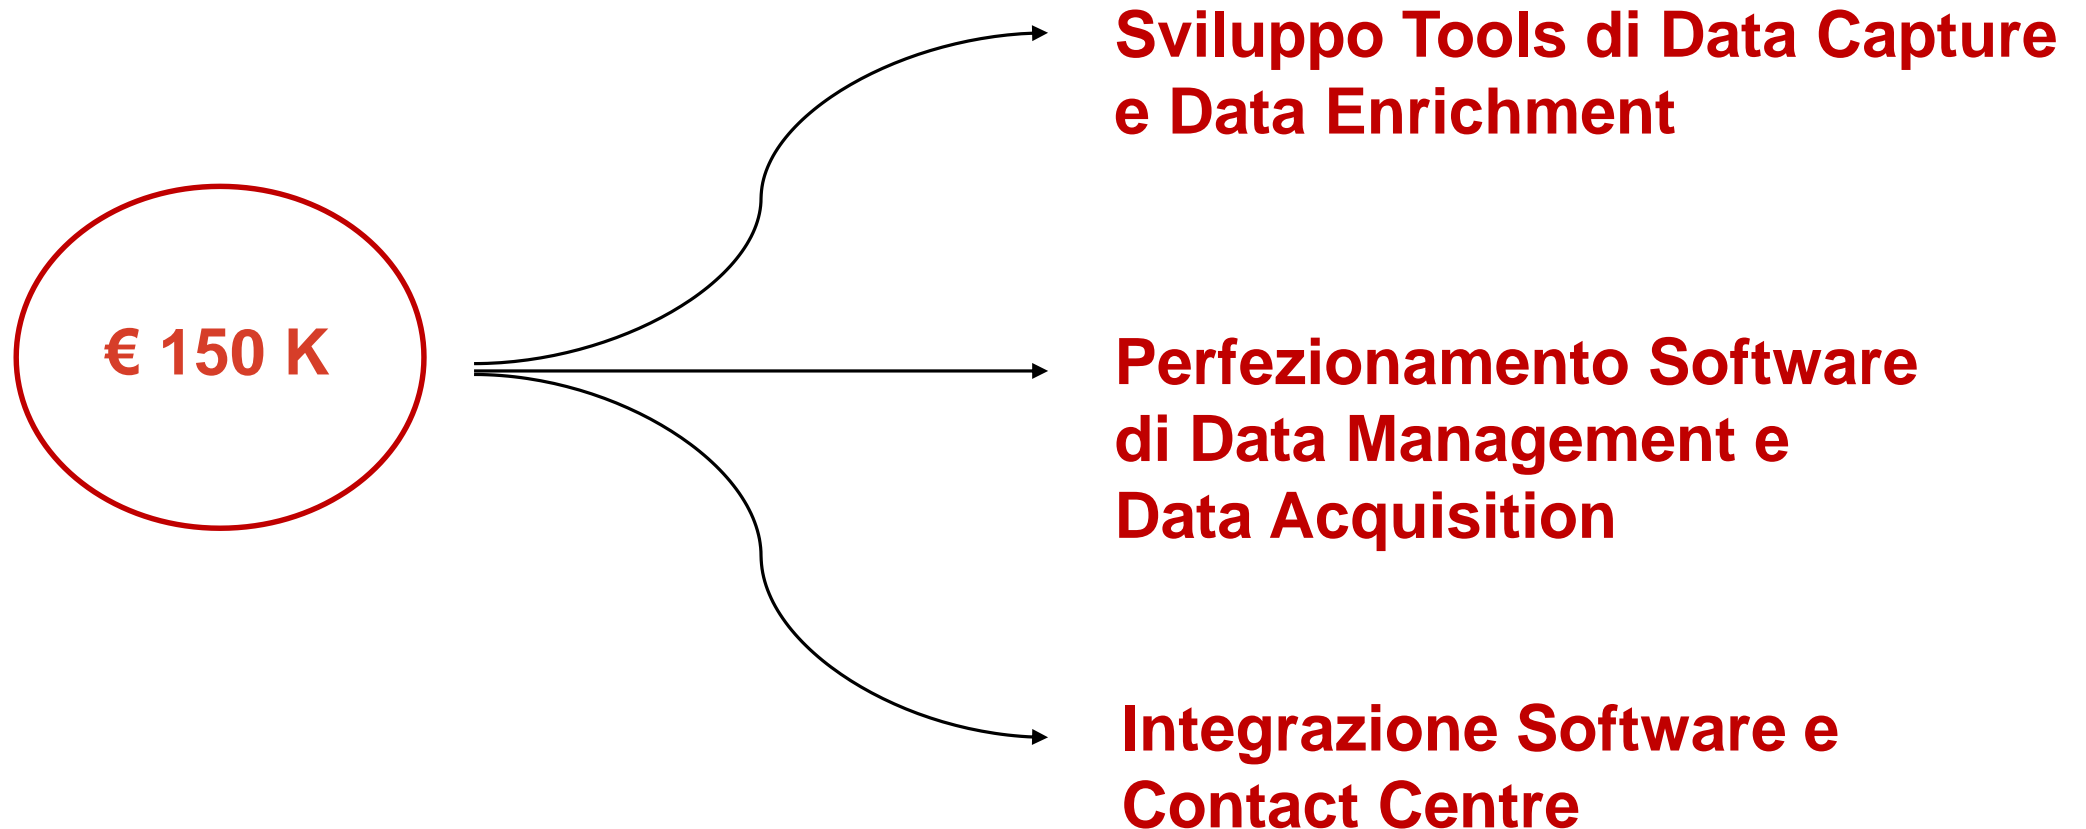 Sviluppo Tools di Data Capture
e Data Enrichment
€ 150 K
Perfezionamento Software
di Data Management e
Data Acquisition
Integrazione Software e
Contact Centre